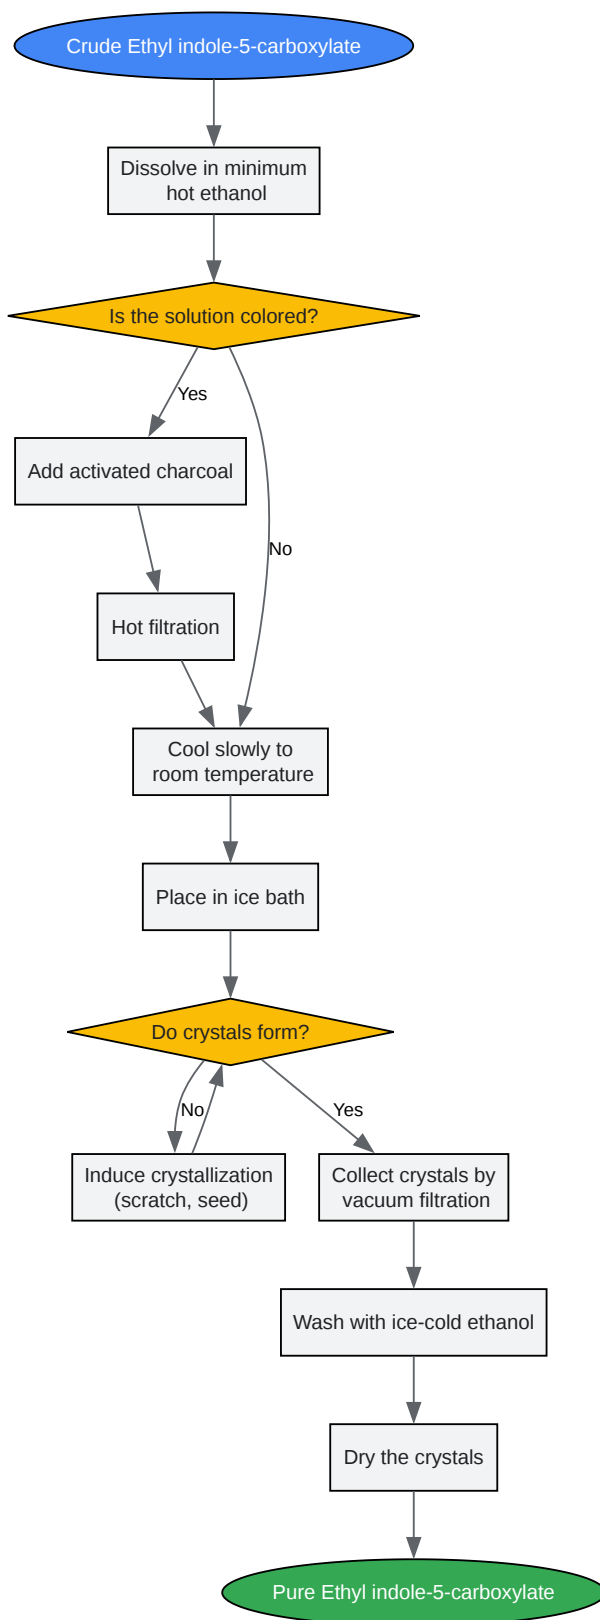 Crude Ethyl indole-5-carboxylate
Dissolve in minimum
hot ethanol
Is the solution colored?
Yes
Add activated charcoal
No
Hot filtration
Cool slowly to
room temperature
Place in ice bath
Do crystals form?
No
Yes
Induce crystallization
(scratch, seed)
Collect crystals by
vacuum filtration
Wash with ice-cold ethanol
Dry the crystals
Pure Ethyl indole-5-carboxylate